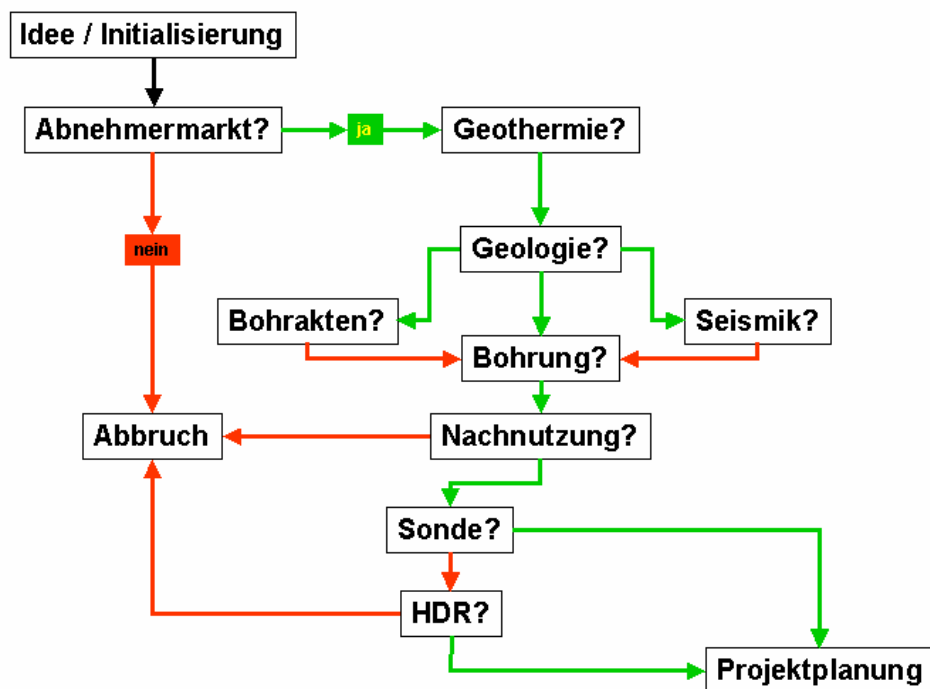 Idee / Initialisierung
Abnehmermarkt?
ja
Geothermie?
nein
Geologie?
Bohrakten?
Seismik?
Bohrung?
Abbruch
Nachnutzung?
Sonde?
HDR?
Projektplanung